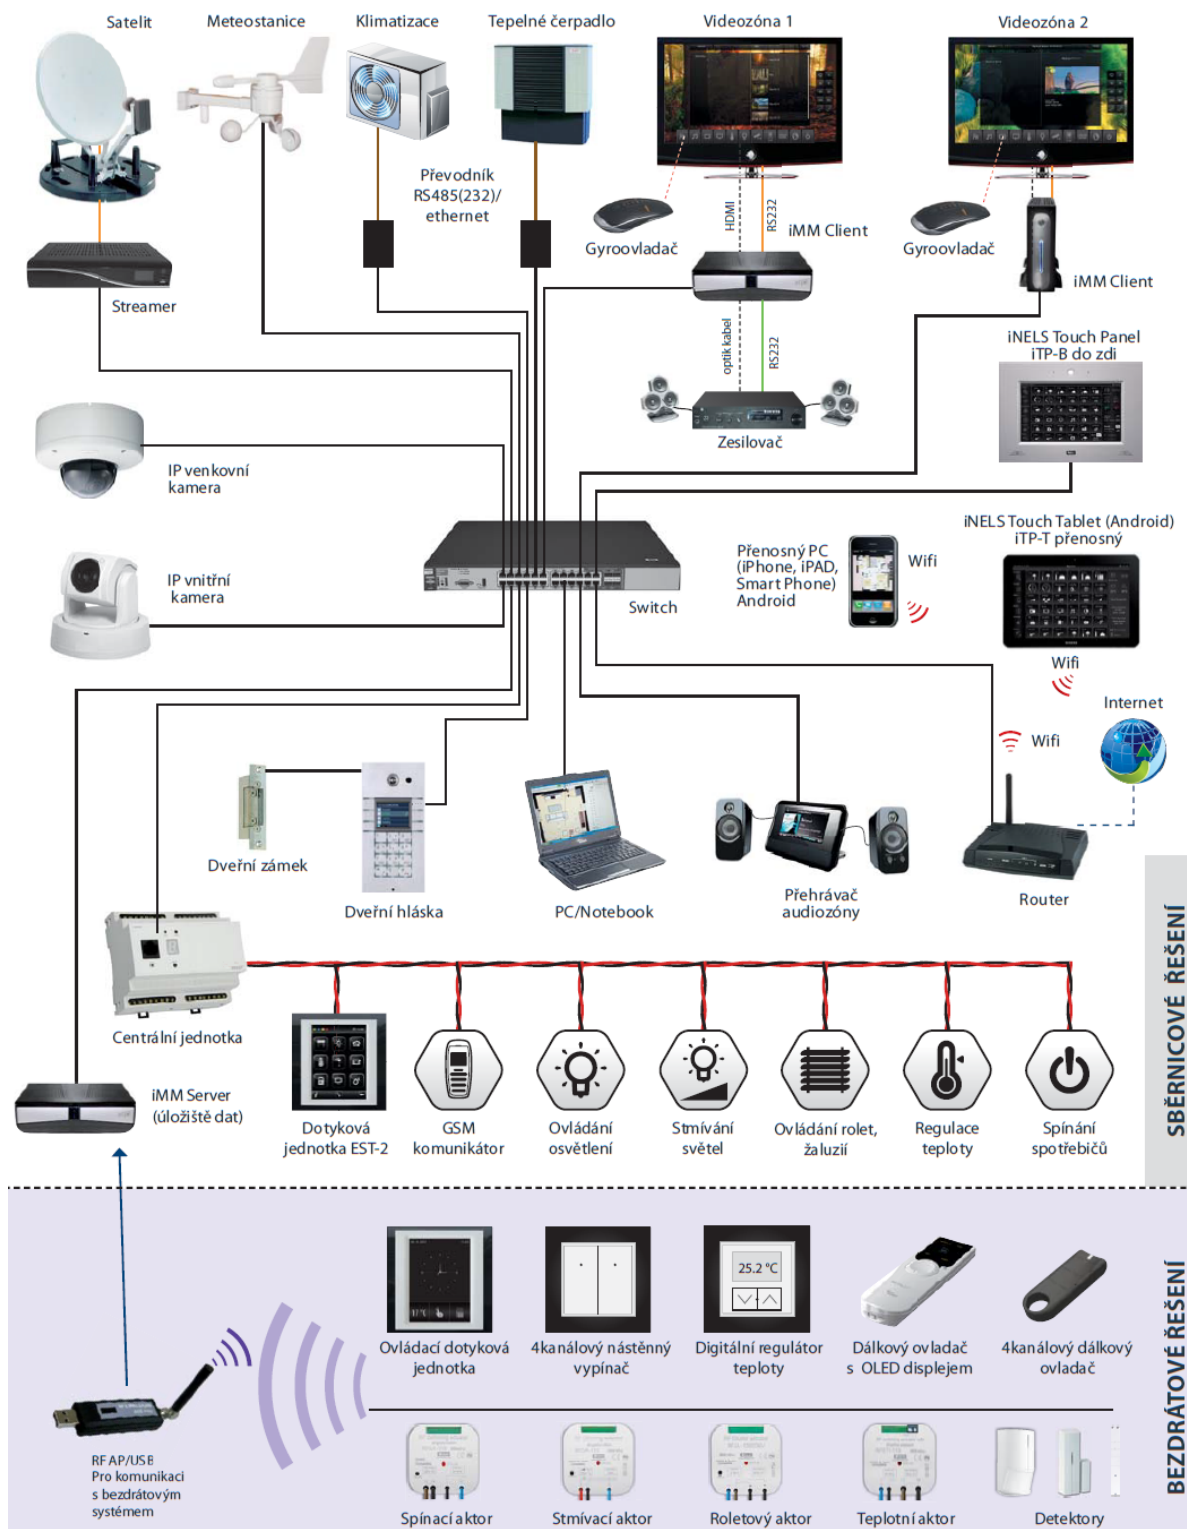 Satelit
Meteostanice
Klimatizace
Tepelné čerpadlo
Videozóna 1
Videozóna 2
Převodník
RS485(232)/
ethernet
HDMI
RS232
iMM Client
Gyroovladač
Gyroovladač
iMM Client
Streamer
optik kabel
RS232
iNELS Touch Panel
iTP-B do zdi
Zesilovač
IP venkovní
kamera
iNELS Touch Tablet (Android)
iTP-T přenosný
Přenosný PC
(iPhone, iPAD,
Smart Phone)
Android
Wifi
IP vnitřní
kamera
Switch
Wifi
Internet
Wifi
Dveřní zámek
Dveřní hláska
PC/Notebook
Přehrávač
audiozóny
Router
SBĚRNICOVÉ ŘEŠENÍ
Centrální jednotka
iMM Server
(úložiště dat)
Dotyková
jednotka EST-2
GSM
komunikátor
Ovládání
osvětlení
Stmívání
světel
Ovládání rolet,
žaluzií
Regulace
teploty
Spínání
spotřebičů
25.2 °C
Ovládací dotyková
jednotka
4kanálový nástěnný
vypínač
Digitální regulátor
teploty
Dálkový ovladač
s OLED displejem
4kanálový dálkový
ovladač
BEZDRÁTOVÉ ŘEŠENÍ
RF AP/USB
Pro komunikaci
s bezdrátovým
systémem
Spínací aktor
Stmívací aktor
Roletový aktor
Teplotní aktor
Detektory